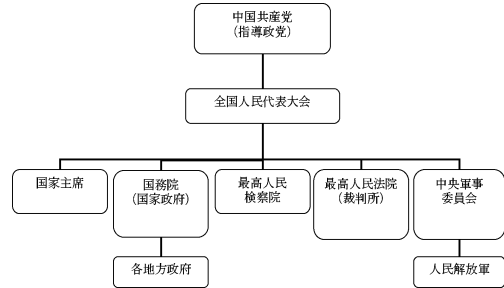 中国共産党
（指導政党）
全国人民代表大会
国家主席
国務院
（国家政府）
最高人民
検察院
最高人民法院
（裁判所）
中央軍事
委員会
各地方政府
人民解放軍